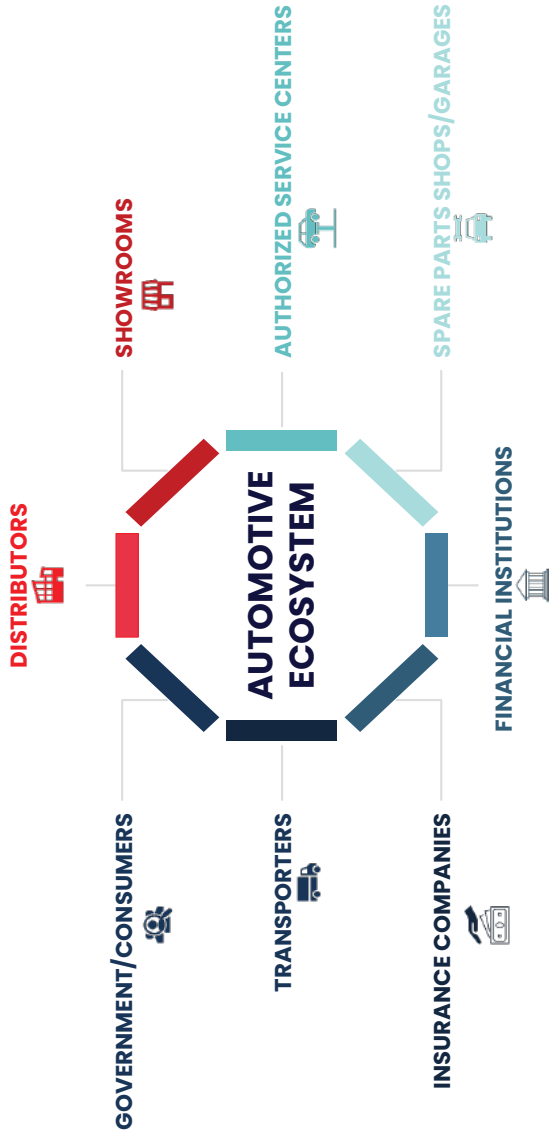 DISTRIBUTORS
GOVERNMENT/CONSUMERS
SHOWROOMS
TRANSPORTERS
AUTOMOTIVE
ECOSYSTEM
AUTHORIZED SERVICE CENTERS
INSURANCE COMPANIES
SPARE PARTS SHOPS/GARAGES
FINANCIAL INSTITUTIONS